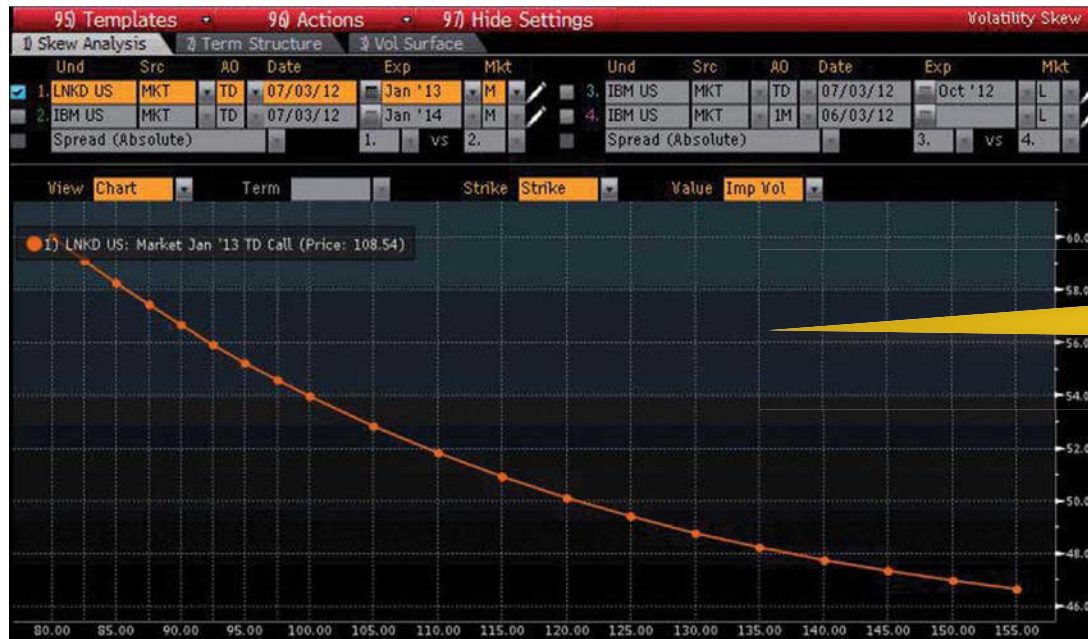 95) Templates 96) Actions 97) Hide Settings Volatility Skew
1) Skew Analysis 2) Term Structure 3) Vol Surface
Und Src AO Date Exp Mkt Und Src AO Date Exp Mkt
1. LNKD US MKT TD 07/03/12 Jan '13 M 3. IBM US MKT TD 07/03/12 Oct '12 L
2. IBM US MKT TD 07/03/12 Jan '14 M 4. IBM US MKT 1M 06/03/12 L
Spread (Absolute) 1. vs 2. Spread (Absolute) 3. vs 4.
View Chart Term Strike Strike Value Imp Vol
1) LNKD US: Market Jan '13 TD Call (Price: 108.54)
60.0
58.0
56.0
54.0
52.0
50.0
48.0
46.0
80.00 85.00 90.00 95.00 100.00 105.00 110.00 115.00 120.00 125.00 130.00 135.00 140.00 145.00 150.00 155.00